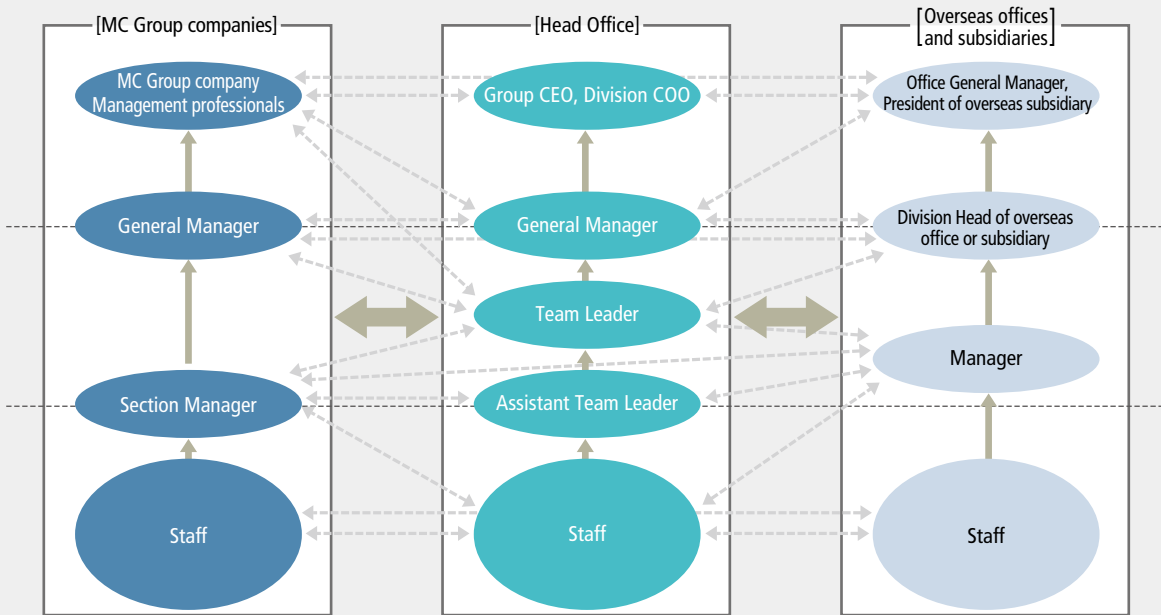 [MC Group companies]
MC Group company
Management professionals
General Manager
Section Manager
Staff
[Head Office]
Group CEO, Division COO
General Manager
Team Leader
Assistant Team Leader
Staff
[Overseas offices
and subsidiaries]
Office General Manager,
President of overseas subsidiary
Division Head of overseas
office or subsidiary
Manager
Staff